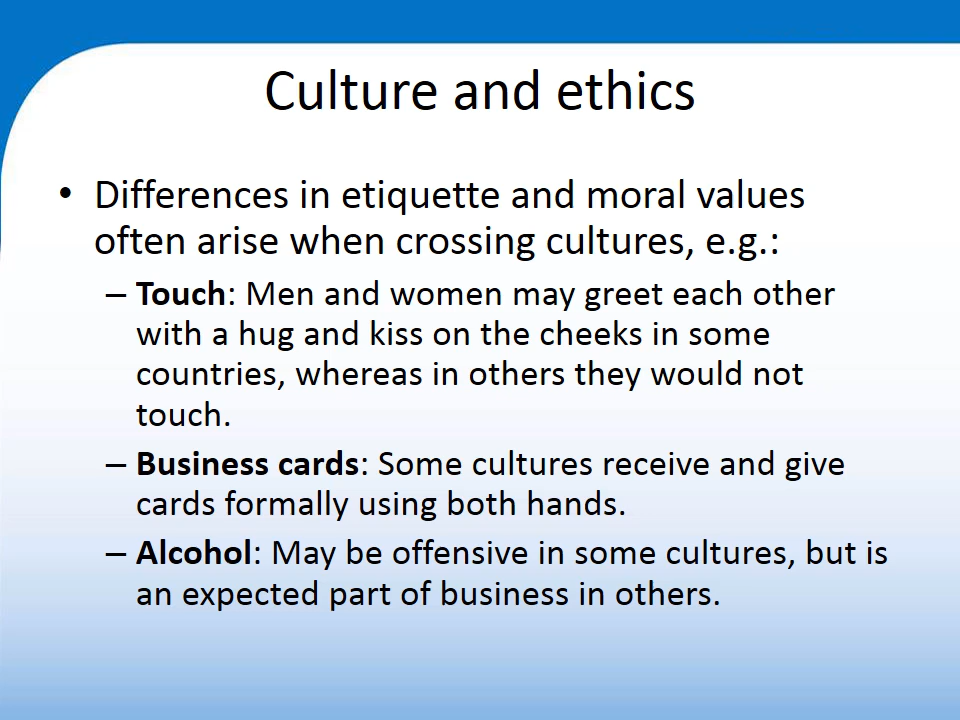 Culture and ethics
• Differences in etiquette and moral values
often arise when crossing cultures, e.g.:
– Touch: Men and women may greet each other
with a hug and kiss on the cheeks in some
countries, whereas in others they would not
touch.
– Business cards: Some cultures receive and give
cards formally using both hands.
– Alcohol: May be offensive in some cultures, but is
an expected part of business in others.